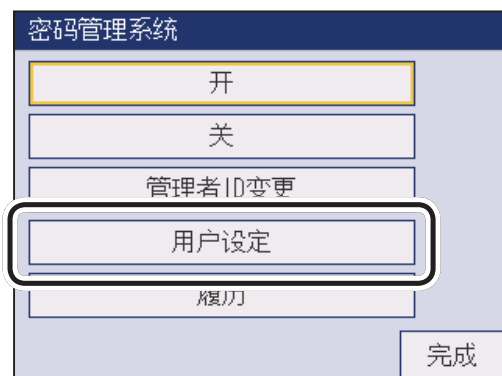 密码管理系统
开
关
管理者ID变更
用户设定
履历
完成